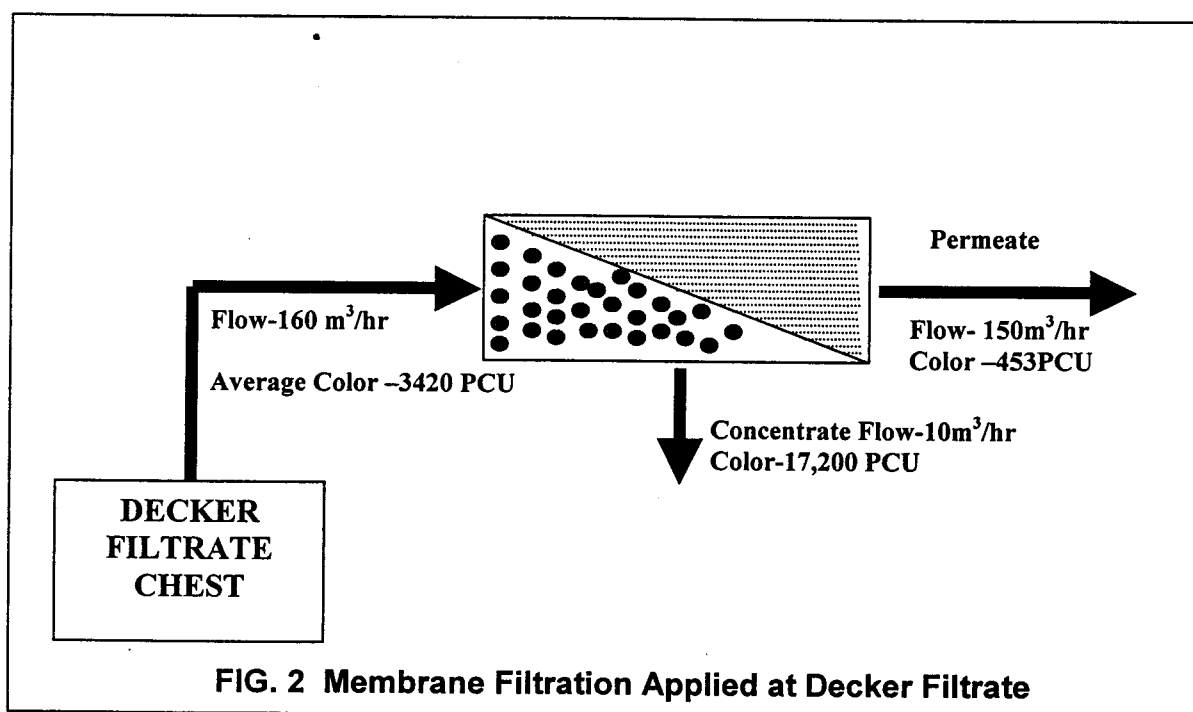 Permeate
Flow-160 m³/hr
Average Color –3420 PCU
Flow- 150m³/hr
Color –453PCU
Concentrate Flow-10m³/hr
Color-17,200 PCU
DECKER
FILTRATE
CHEST
FIG. 2 Membrane Filtration Applied at Decker Filtrate